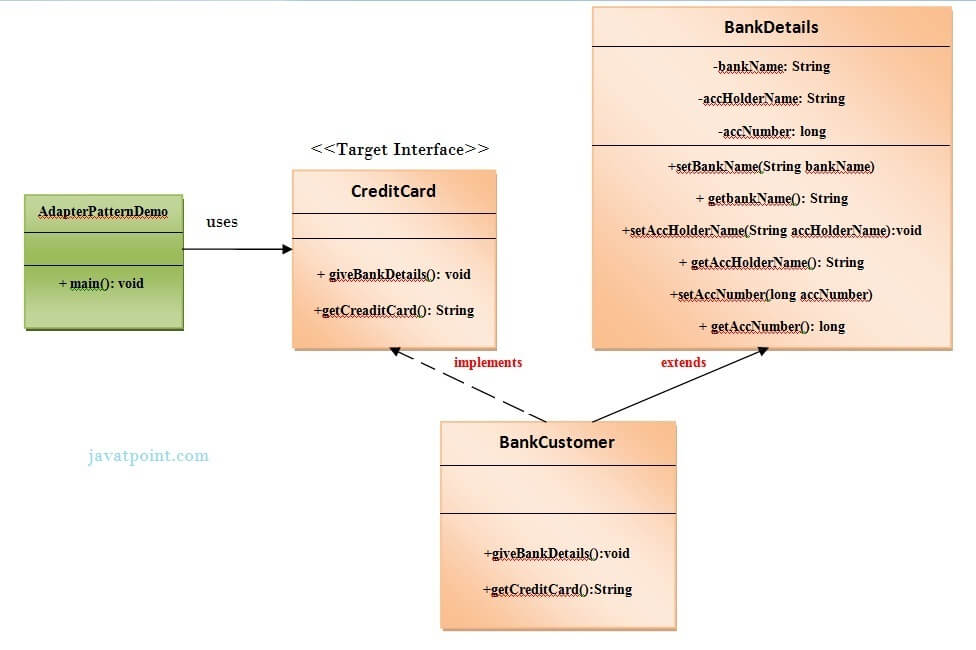 BankDetails
-bankName: String
-accHolderName: String
-accNumber: long
+setBankName(String bankName)
+ getbankName(): String
+setAccHolderName(String accHolderName):void
+ getAccHolderName(): String
+setAccNumber(long accNumber)
+ getAccNumber(): long
<<Target Interface>>
CreditCard
+ giveBankDetails(): void
+getCreaditCard(): String
AdapterPatternDemo
+ main(): void
uses
implements
extends
BankCustomer
+giveBankDetails():void
+getCreditCard():String
javatpoint.com